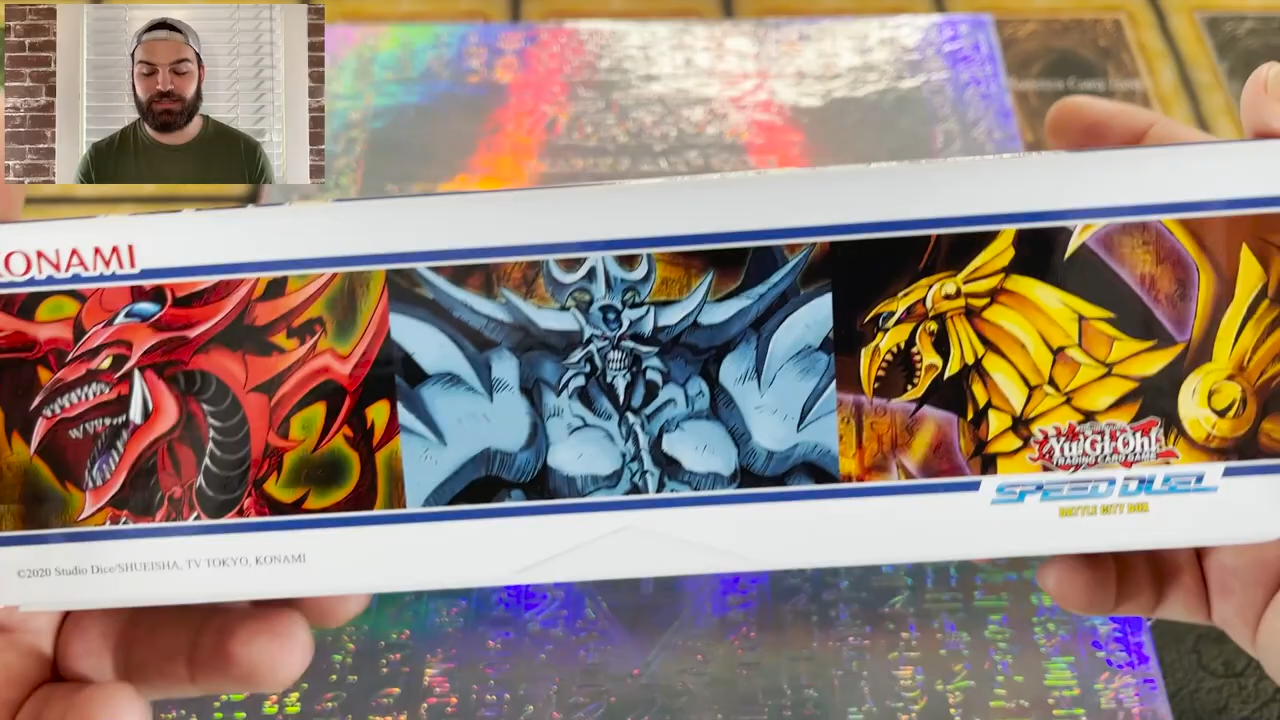 KONAMI
Yu-Gi-Oh!
TRADING CARD GAME
SPEED DUEL
BATTLE CITY BOX
©2020 Studio Dice/SHUEISHA, TV TOKYO, KONAMI